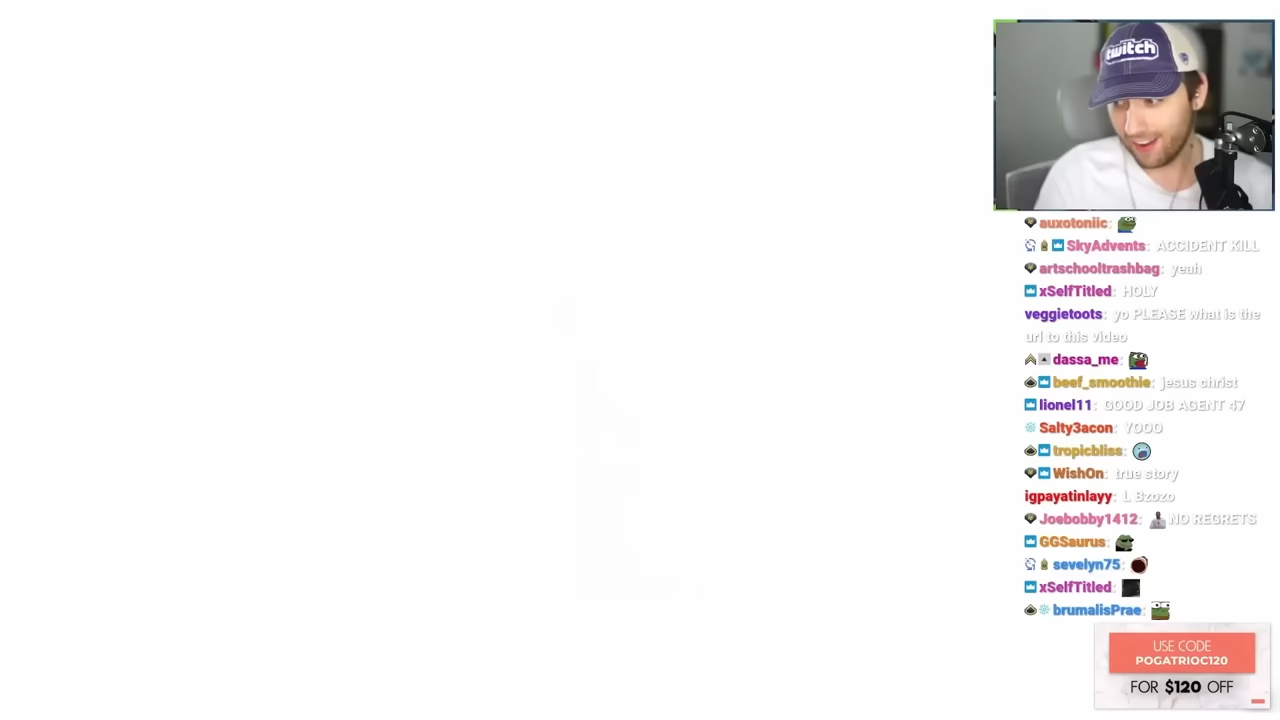 twitch
auxotoniic:
SkyAdvents: ACCIDENT KILL
artschooltrashbag: yeah
xSelfTitled: HOLY
veggietoots: yo PLEASE what is the
url to this video
dassa_me:
beef_smoothie: jesus christ
lionel11: GOOD JOB AGENT 47
Salty3acon: YOOO
tropicbliss:
WishOn: true story
igpayatinlayy: L Bzozo
Joebobby1412: NO REGRETS
GGSaurus:
sevelyn75:
xSelfTitled:
brumalisPrae:
USE CODE
POGATRIOC120
FOR $120 OFF